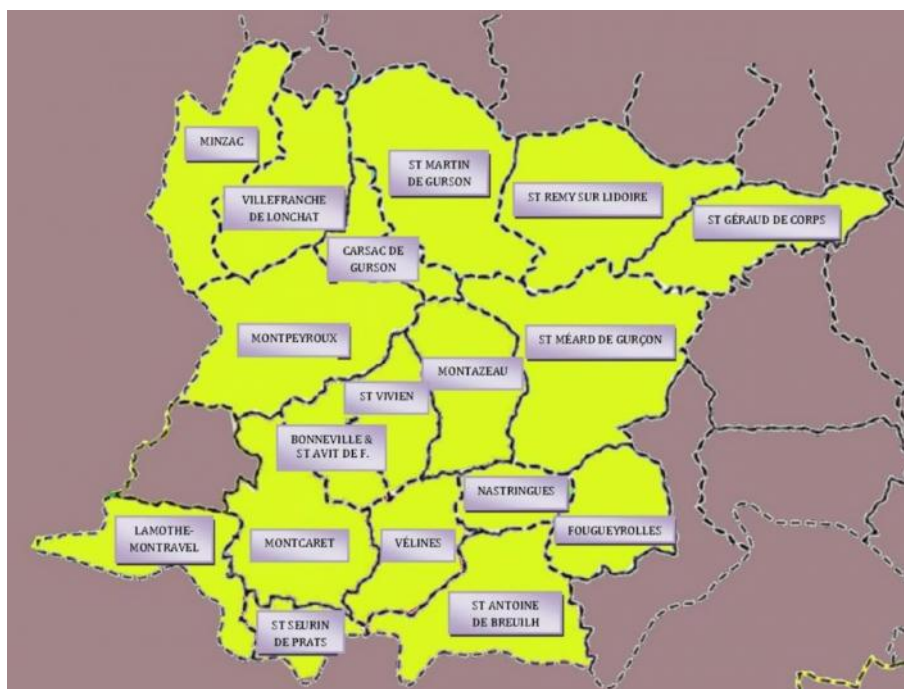 MINZAC
ST MARTIN
DE GURSON
VILLEFRANCHE
DE LONCHAT
ST REMY SUR LIDOIRE
ST GÉRAUD DE CORPS
CARSAC DE
GURSON
MONTPEYROUX
ST MÉARD DE GURÇON
MONTAZEAU
ST VIVIEN
BONNEVILLE &
ST AVIT DE F.
NASTRINGUES
LAMOTHE-
MONTRAVEL
MONTCARET
VÉLINES
FOUGUEYROLLES
ST ANTOINE
DE BREUILH
ST SEURIN
DE PRATS